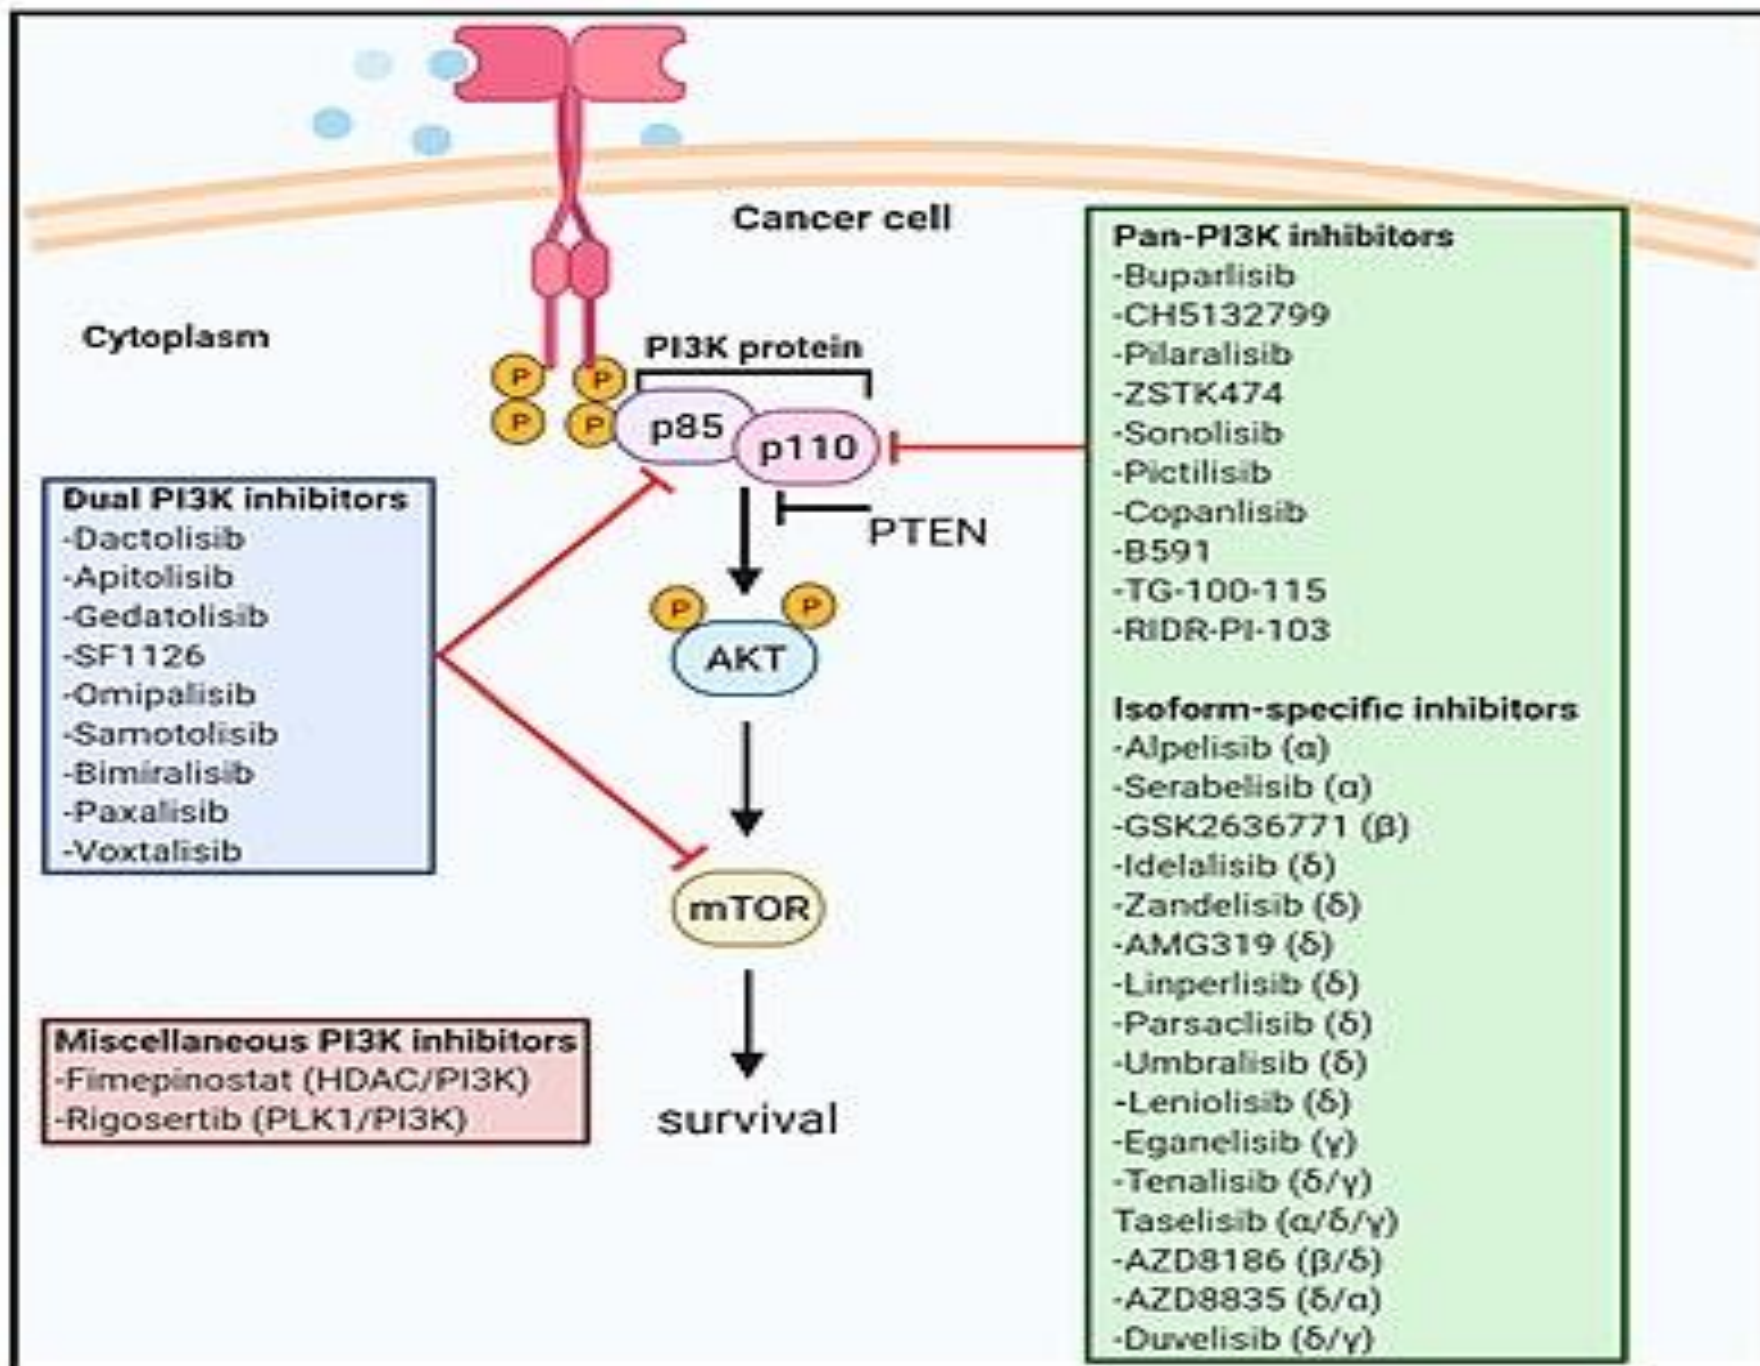 Cancer cell
Cytoplasm
PI3K protein
P
P
P
P
p85
p110
PTEN
P
P
AKT
mTOR
survival
Dual PI3K inhibitors
-Dactolisib
-Apitolisib
-Gedatolisib
-SF1126
-Omipalisib
-Samotolisib
-Bimiralisib
-Paxalisib
-Voxtalisib
Miscellaneous PI3K inhibitors
-Fimepinostat (HDAC/PI3K)
-Rigosertib (PLK1/PI3K)
Pan-PI3K inhibitors
-Buparlisib
-CH5132799
-Pilaralisib
-ZSTK474
-Sonolisib
-Pictilisib
-Copanlisib
-B591
-TG-100-115
-RIDR-PI-103
Isoform-specific inhibitors
-Alpelisib (α)
-Serabelisib (α)
-GSK2636771 (β)
-Idelalisib (δ)
-Zandelisib (δ)
-AMG319 (δ)
-Linperlisib (δ)
-Parsaclisib (δ)
-Umbralisib (δ)
-Leniolisib (δ)
-Eganelisib (γ)
-Tenalisib (δ/γ)
Taselisib (α/δ/γ)
-AZD8186 (β/δ)
-AZD8835 (δ/α)
-Duvelisib (δ/γ)